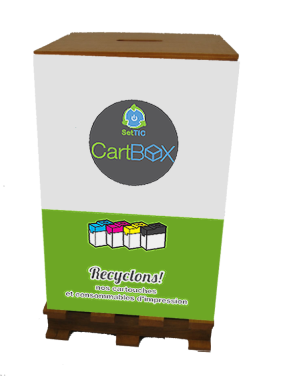 SetTIC
CartBOX
Recyclons!
nos cartouches
et consommables d'impression